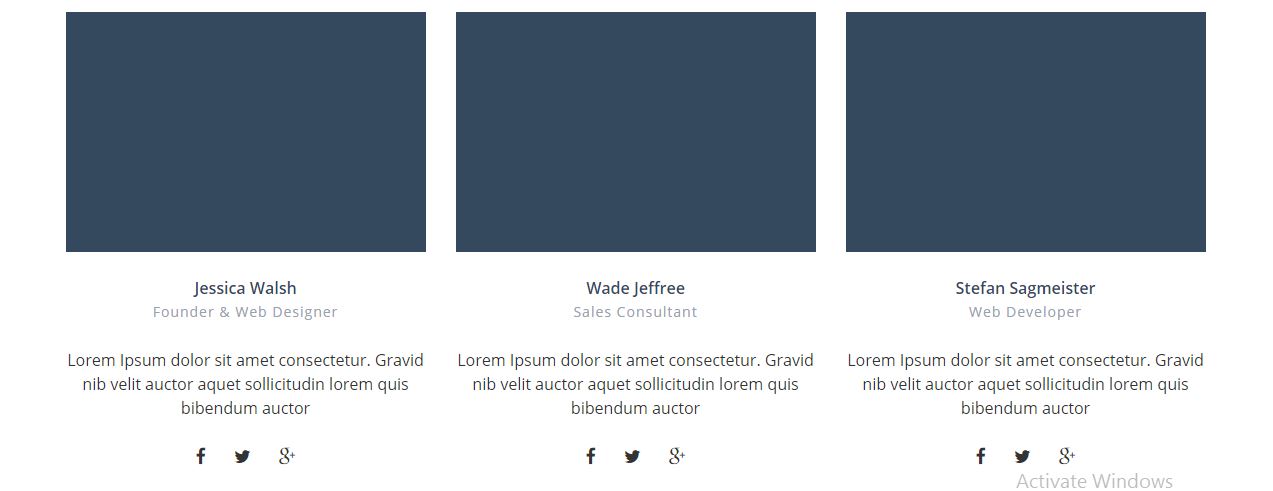 Jessica Walsh
Founder & Web Designer
Lorem Ipsum dolor sit amet consectetur. Gravid
nib velit auctor aquet sollicitudin lorem quis
bibendum auctor
Wade Jeffree
Sales Consultant
Lorem Ipsum dolor sit amet consectetur. Gravid
nib velit auctor aquet sollicitudin lorem quis
bibendum auctor
Stefan Sagmeister
Web Developer
Lorem Ipsum dolor sit amet consectetur. Gravid
nib velit auctor aquet sollicitudin lorem quis
bibendum auctor
Activate Windows